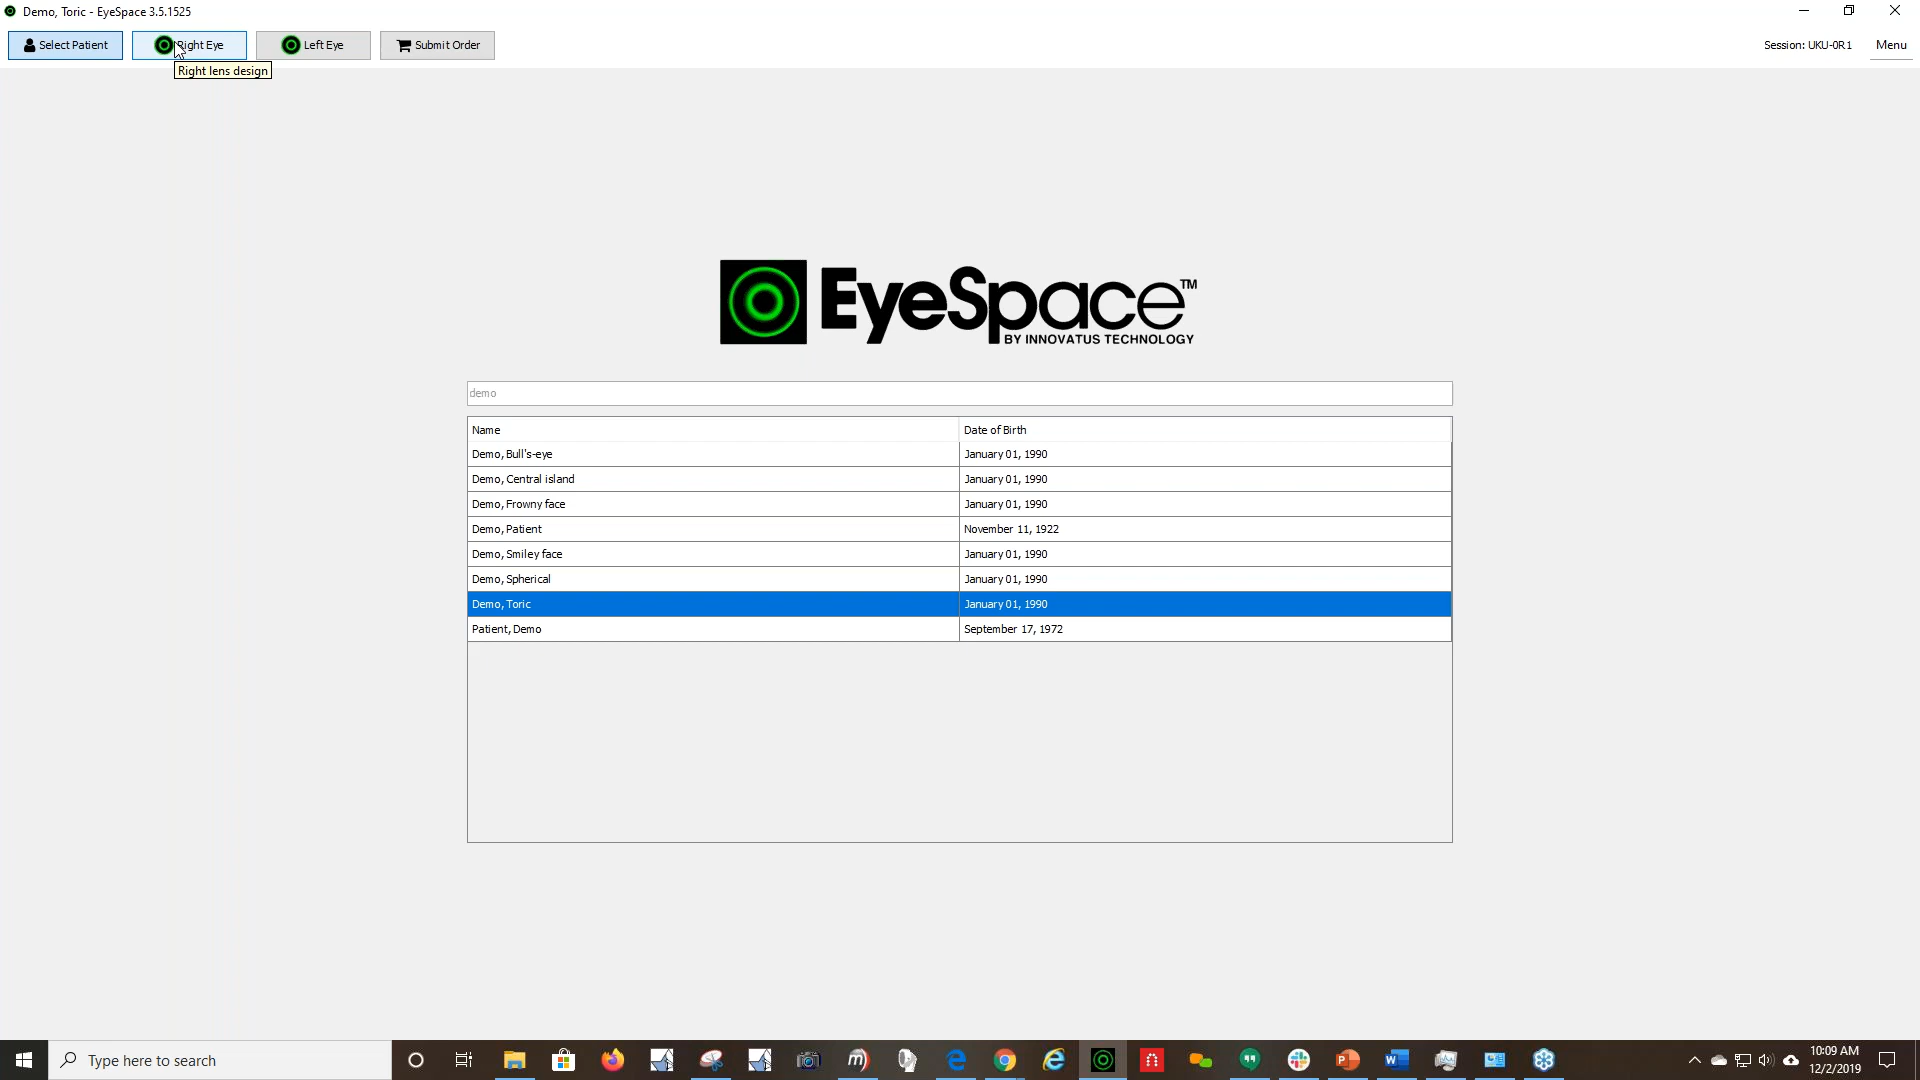 Demo, Toric - EyeSpace 3.5.1525
Select Patient
Right Eye
Left Eye
Submit Order
Session: UKU-0R1
Menu
Right lens design
EyeSpace™
BY INNOVATUS TECHNOLOGY
demo
Name Date of Birth
Demo, Bull's-eye January 01, 1990
Demo, Central island January 01, 1990
Demo, Frowny face January 01, 1990
Demo, Patient November 11, 1922
Demo, Smiley face January 01, 1990
Demo, Spherical January 01, 1990
Demo, Toric January 01, 1990
Patient, Demo September 17, 1972
Type here to search
10:09 AM
12/2/2019